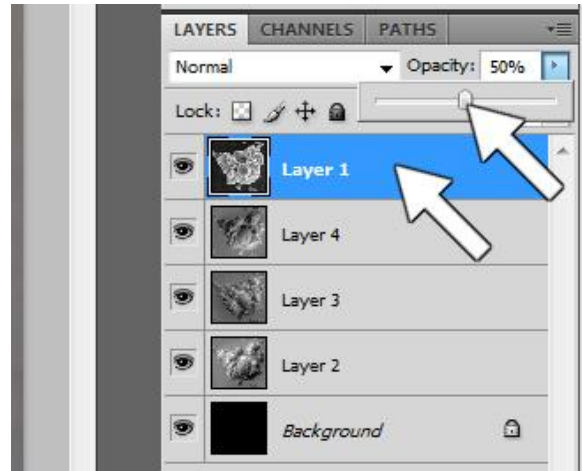 LAYERS CHANNELS PATHS
Normal Opacity: 50%
Lock:
Layer 1
Layer 4
Layer 3
Layer 2
Background